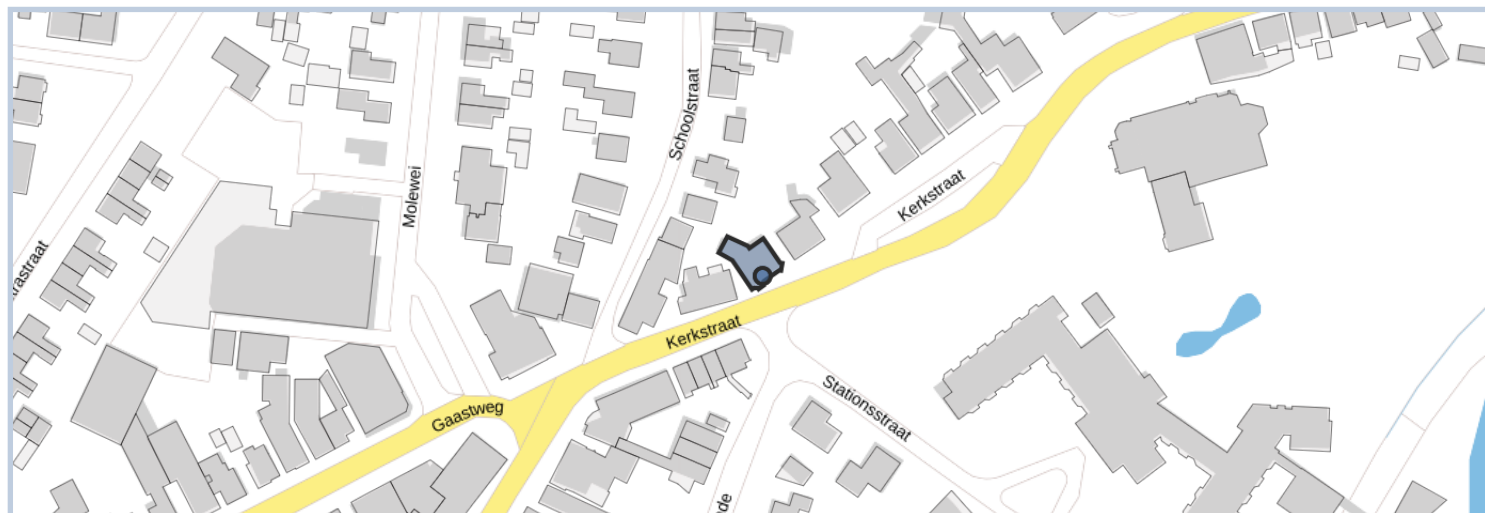 Schoolstraat
Molewei
Kerkstraat
Kerkstraat
Stationsstraat
Gaastweg